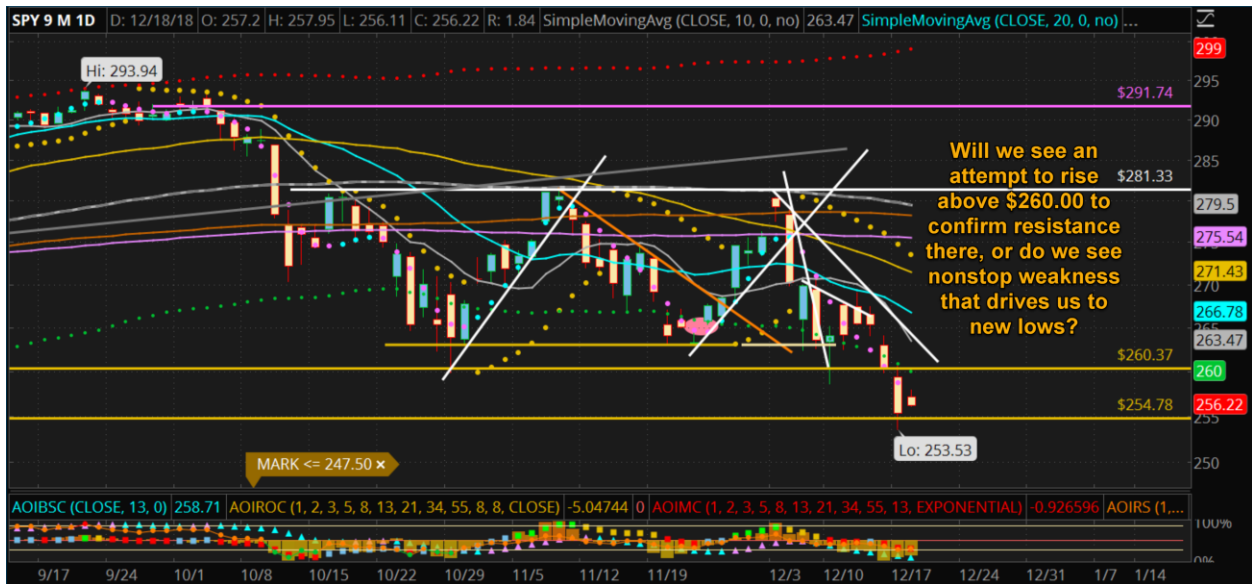 SPY 9 M 1D D: 12/18/18 O: 257.2 H: 257.95 L: 256.11 C: 256.22 R: 1.84 SimpleMovingAvg (CLOSE, 10, 0, no) 263.47 SimpleMovingAvg (CLOSE, 20, 0, no) ...
299
Hi: 293.94
295
$291.74
290
Will we see an
attempt to rise
above $260.00 to
confirm resistance
there, or do we see
nonstop weakness
that drives us to
new lows?
285
$281.33
279.5
275.54
271.43
270
266.78
265
263.47
$260.37
260
$254.78
256.22
255
Lo: 253.53
250
MARK <= 247.50 ×
AOIBSC (CLOSE, 13, 0) 258.71 AOIROC (1, 2, 3, 5, 8, 13, 21, 34, 55, 8, 8, CLOSE) -5.04744 0 AOIMC (1, 2, 3, 5, 8, 13, 21, 34, 55, 13, EXPONENTIAL) -0.926596 AOIRS (1,...
100%
0%
9/17 9/24 10/1 10/8 10/15 10/22 10/29 11/5 11/12 11/19 12/3 12/10 12/17 12/24 12/31 1/7 1/14